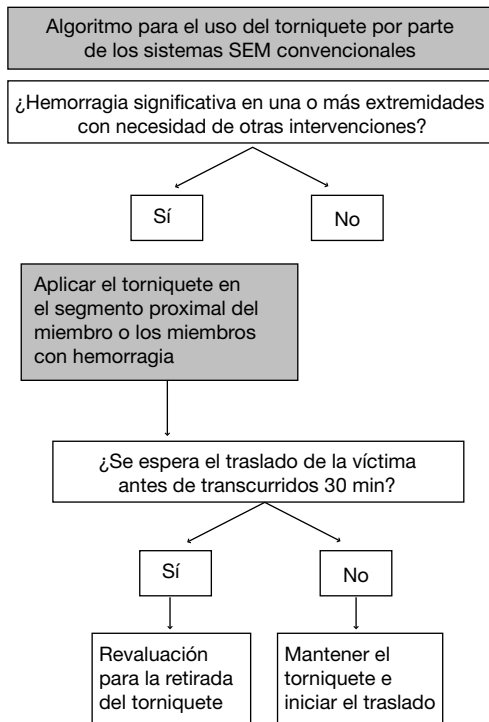 Algoritmo para el uso del torniquete por parte
de los sistemas SEM convencionales
¿Hemorragia significativa en una o más extremidades
con necesidad de otras intervenciones?
Sí
No
Aplicar el torniquete en
el segmento proximal del
miembro o los miembros
con hemorragia
¿Se espera el traslado de la víctima
antes de transcurridos 30 min?
Sí
No
Revaluación
para la retirada
del torniquete
Mantener el
torniquete e
iniciar el traslado